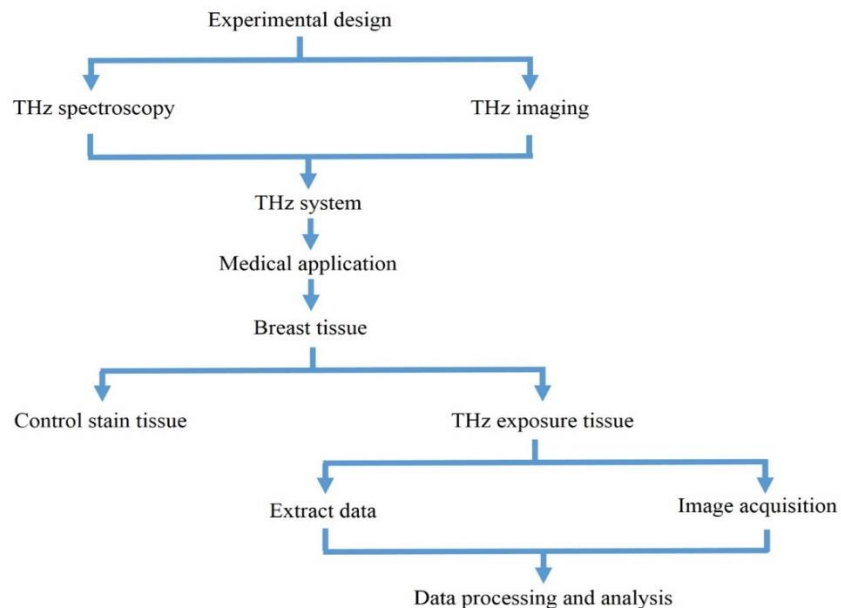 Experimental design
THz spectroscopy
THz imaging
THz system
Medical application
Breast tissue
Control stain tissue
THz exposure tissue
Extract data
Image acquisition
Data processing and analysis